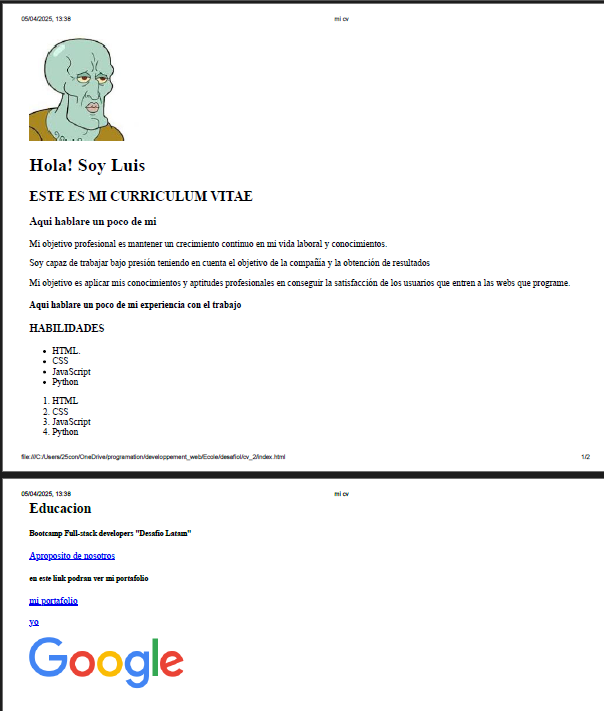 05/04/2025, 13:38
mi cv
Hola! Soy Luis
ESTE ES MI CURRICULUM VITAE
Aqui hablare un poco de mi
Mi objetivo profesional es mantener un crecimiento continuo en mi vida laboral y conocimientos.
Soy capaz de trabajar bajo presión teniendo en cuenta el objetivo de la compañía y la obtención de resultados
Mi objetivo es aplicar mis conocimientos y aptitudes profesionales en conseguir la satisfacción de los usuarios que entren a las webs que programe.
Aqui hablare un poco de mi experiencia con el trabajo
HABILIDADES
• HTML.
• CSS
• JavaScript
• Python
1. HTML
2. CSS
3. JavaScript
4. Python
file:///C:/Users/25con/OneDrive/programation/developpement_web/Ecole/desafiol/cv_2/index.html
1/2
05/04/2025, 13:38
mi cv
Educacion
Bootcamp Full-stack developers "Desafio Latam"
Aproposito de nosotros
en este link podran ver mi portafolio
mi portafolio
yo
Google